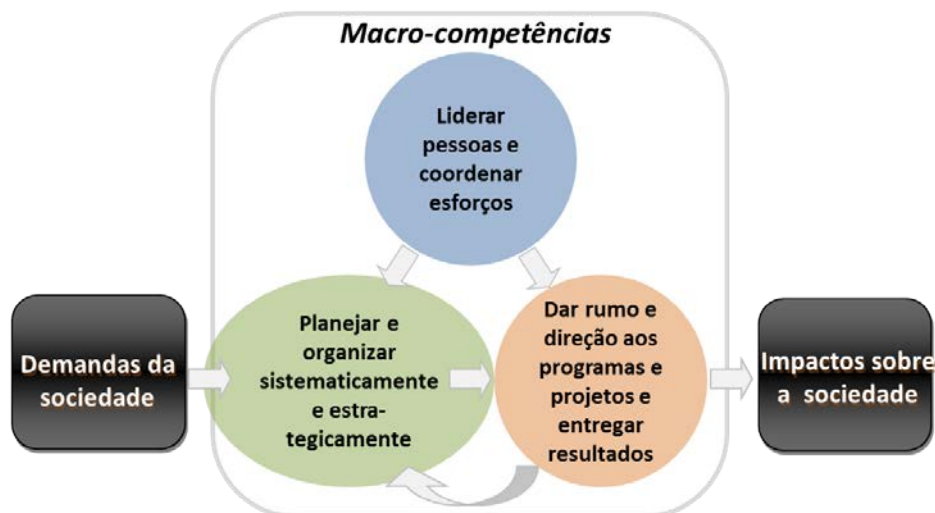 Macro-competências
Liderar
pessoas e
coordenar
esforços
Demandas da
sociedade
Planejar e
organizar
sistematicamente
e estra-
tegicamente
Dar rumo e
direção aos
programas e
projetos e
entregar
resultados
Impactos sobre
a sociedade